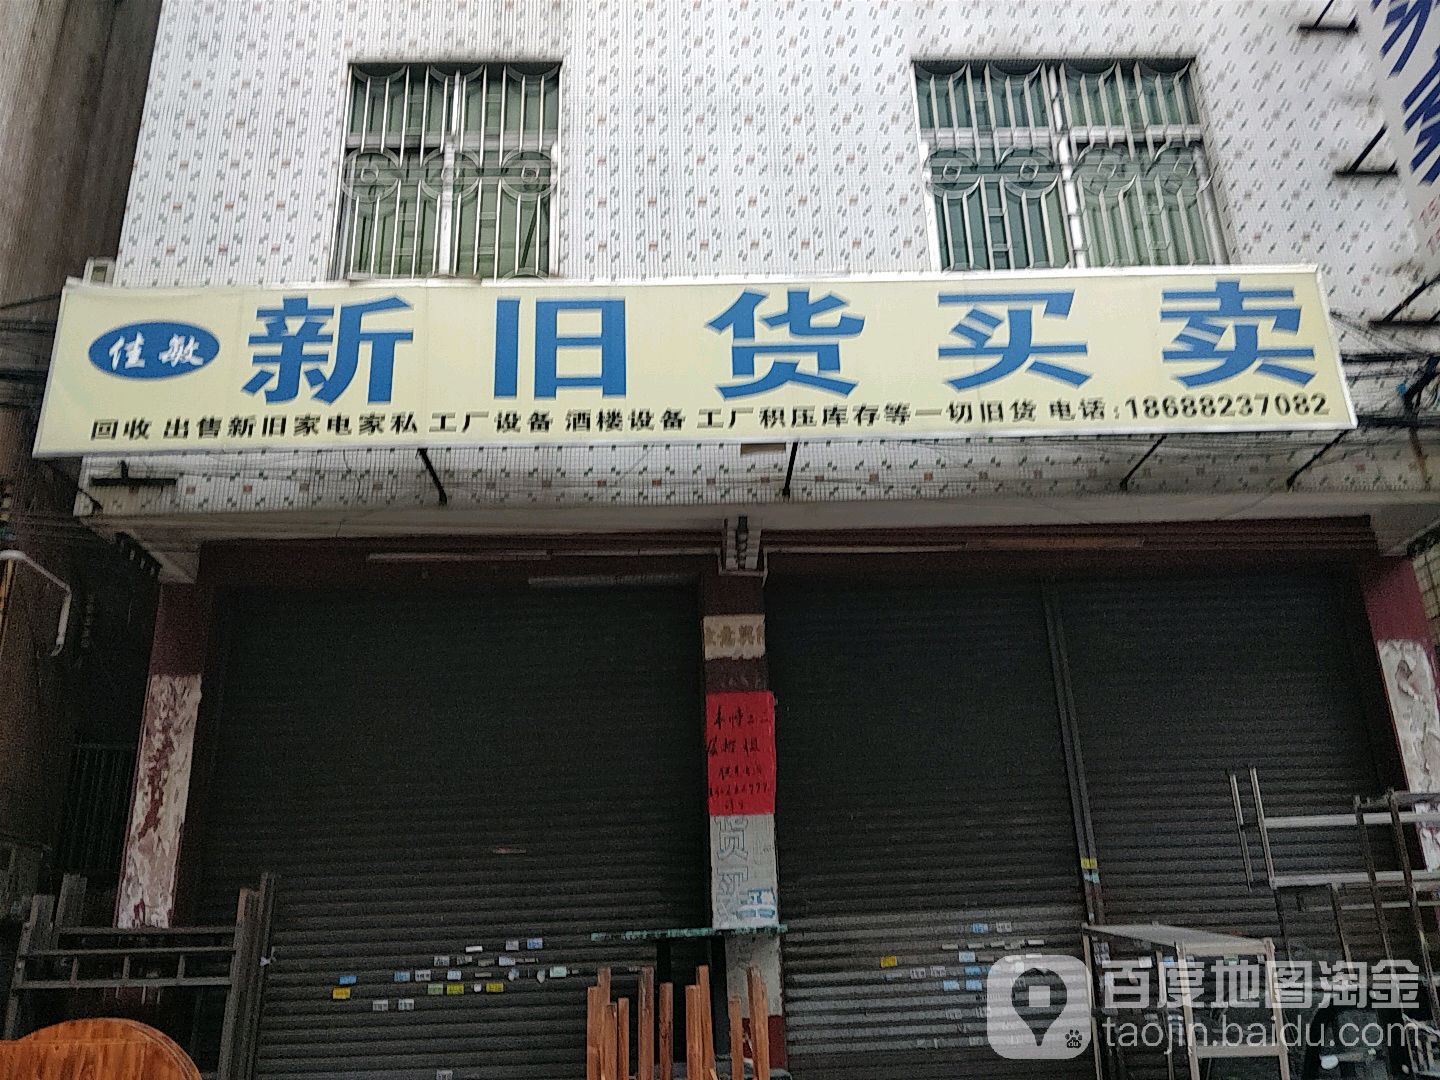 佳敏
新旧货买卖
回收 出售新旧家电家私 工厂设备 酒楼设备 工厂积压库存等一切旧货 电话:18688237082
货买
百度地图淘金
taojin.baidu.com